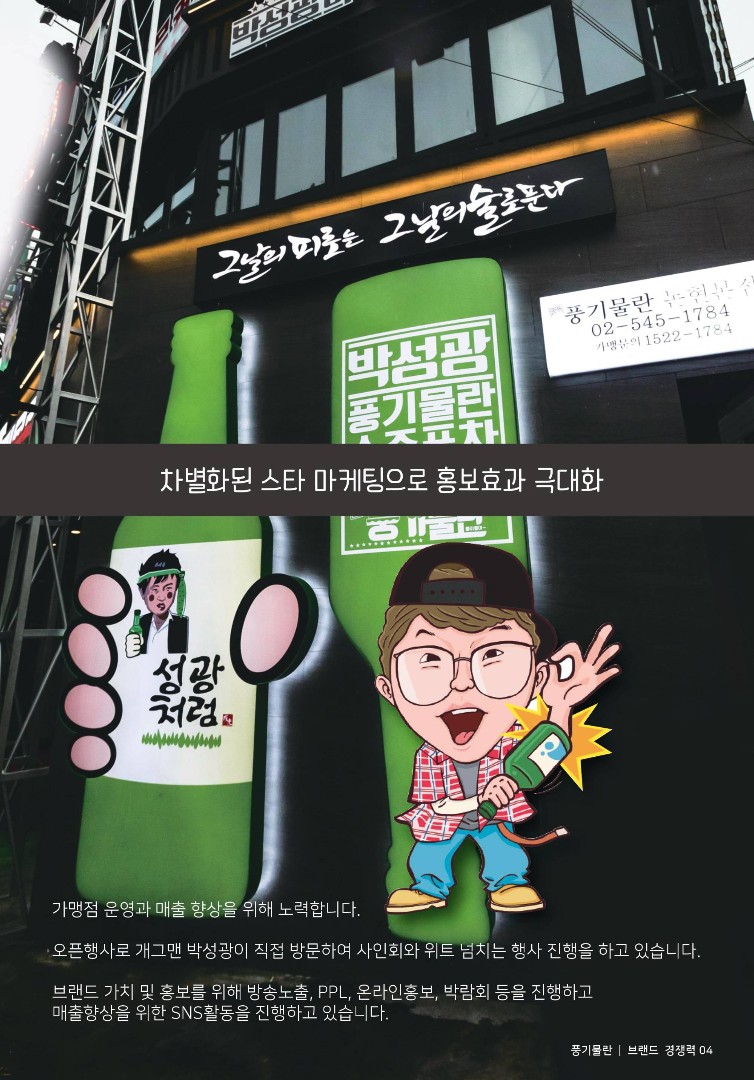 박성광
그날의 피로는 그날의 술로 푼다
풍기물란
02-545-1784
가맹문의 1522-1784
박성광
풍기물란
차별화된 스타 마케팅으로 홍보효과 극대화
성광
처럼
가맹점 운영과 매출 향상을 위해 노력합니다.
오픈행사로 개그맨 박성광이 직접 방문하여 사인회와 위트 넘치는 행사 진행을 하고 있습니다.
브랜드 가치 및 홍보를 위해 방송노출, PPL, 온라인홍보, 박람회 등을 진행하고
매출향상을 위한 SNS활동을 진행하고 있습니다.
풍기물란 | 브랜드 경쟁력 04